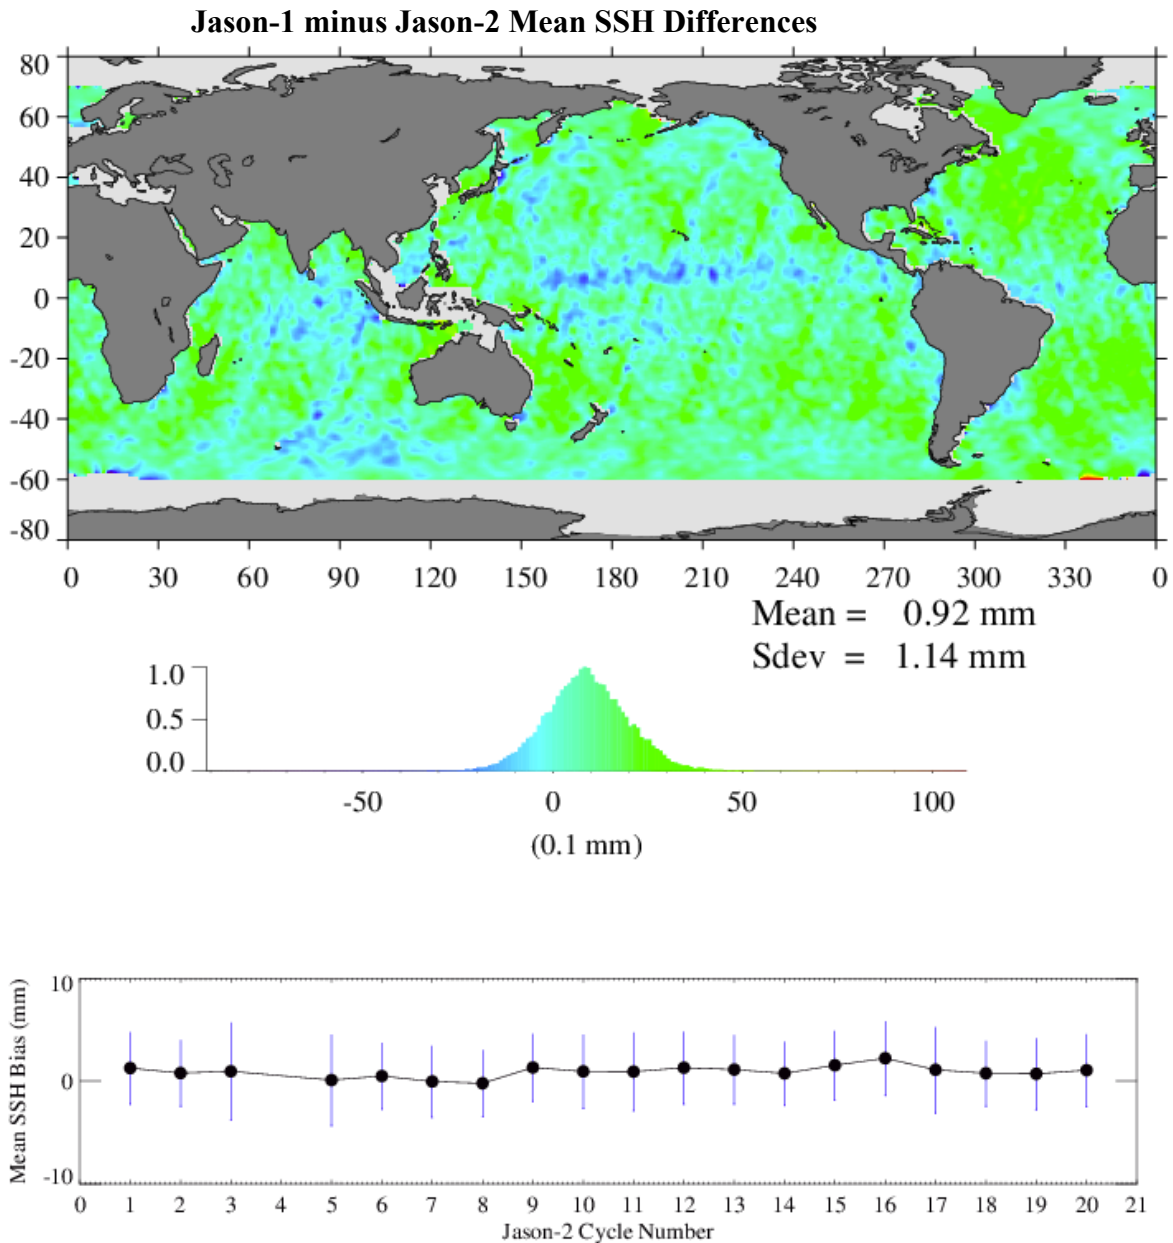 Jason-1 minus Jason-2 Mean SSH Differences
80
60
40
20
0
-20
-40
-60
-80
0 30 60 90 120 150 180 210 240 270 300 330 0
Mean = 0.92 mm
Sdev = 1.14 mm
1.0
0.5
0.0
-50 0 50 100
(0.1 mm)
Mean SSH Bias (mm)
10
0
-10
0 1 2 3 4 5 6 7 8 9 10 11 12 13 14 15 16 17 18 19 20 21
Jason-2 Cycle Number